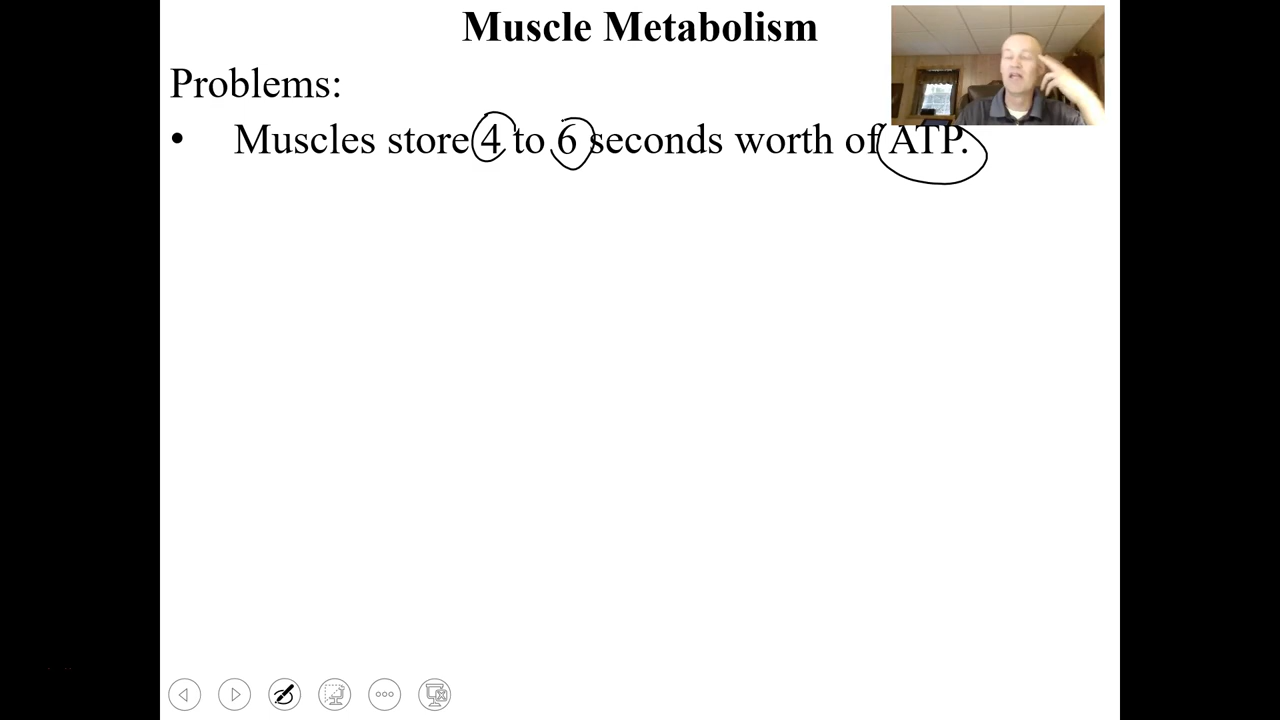 Muscle Metabolism
Problems:
• Muscles store 4 to 6 seconds worth of ATP.